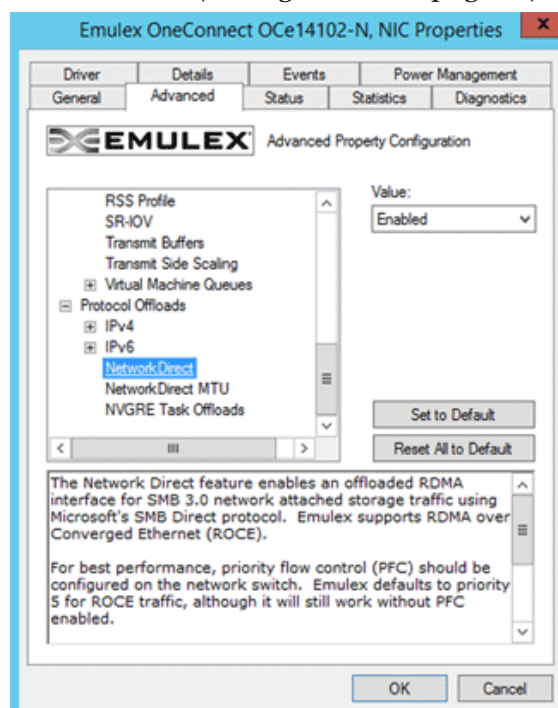 Emulex OneConnect OCe14102-N, NIC Properties
Driver Details Events Power Management
General Advanced Status Statistics Diagnostics
EMULEX Advanced Property Configuration
RSS Profile
SR-IOV
Transmit Buffers
Transmit Side Scaling
Virtual Machine Queues
Protocol Offloads
IPv4
IPv6
NetworkDirect
NetworkDirect MTU
NVGRE Task Offloads
Value:
Enabled
Set to Default
Reset All to Default
The Network Direct feature enables an offloaded RDMA
interface for SMB 3.0 network attached storage traffic using
Microsoft's SMB Direct protocol. Emulex supports RDMA over
Converged Ethernet (ROCE).
For best performance, priority flow control (PFC) should be
configured on the network switch. Emulex defaults to priority
5 for ROCE traffic, although it will still work without PFC
enabled.
OK Cancel